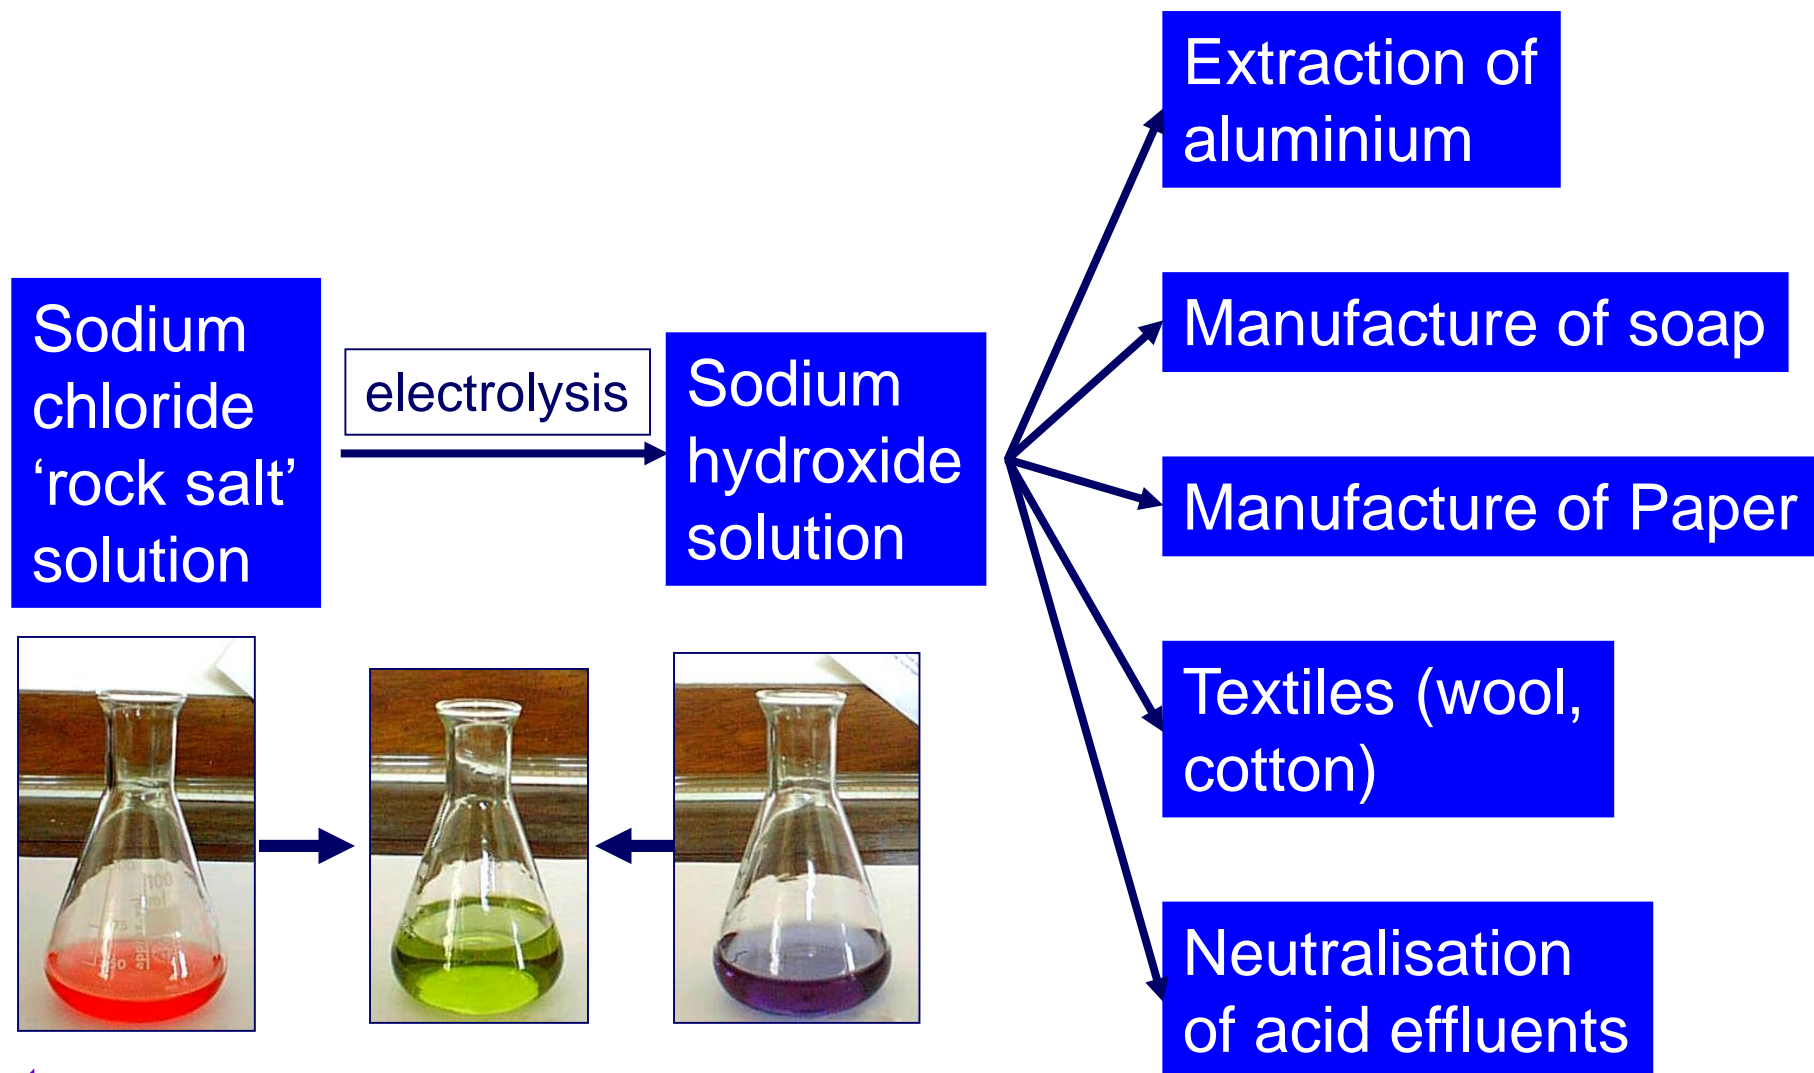 Sodium
chloride
‘rock salt’
solution
electrolysis
Sodium
hydroxide
solution
Extraction of
aluminium
Manufacture of soap
Manufacture of Paper
Textiles (wool,
cotton)
Neutralisation
of acid effluents